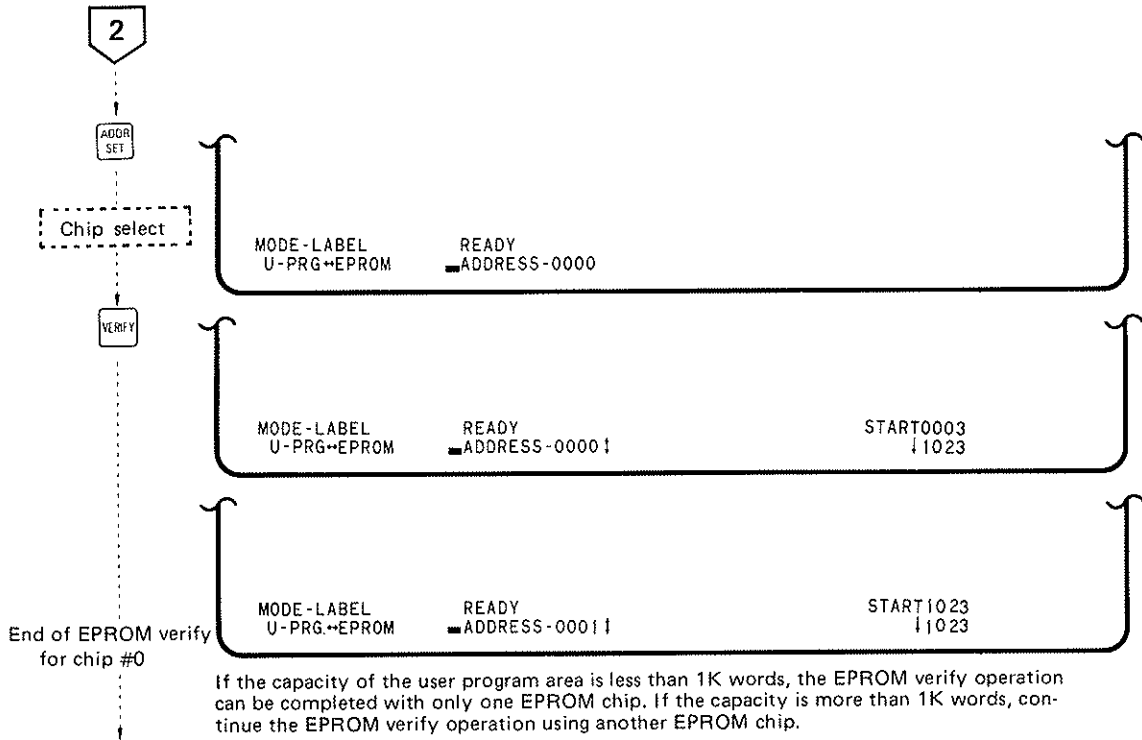 2
ADDR
SET
Chip select
MODE-LABEL READY
U-PRG↔EPROM ▬ADDRESS-0000
VERIFY
MODE-LABEL READY START0003
U-PRG↔EPROM ▬ADDRESS-0000↕ ↓1023
MODE-LABEL READY START1023
U-PRG.↔EPROM ▬ADDRESS-0001↕ ↓1023
End of EPROM verify
for chip #0
If the capacity of the user program area is less than 1K words, the EPROM verify operation
can be completed with only one EPROM chip. If the capacity is more than 1K words, con-
tinue the EPROM verify operation using another EPROM chip.